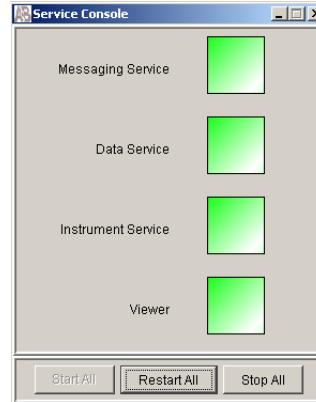 Service Console
Messaging Service
Data Service
Instrument Service
Viewer
Start All Restart All Stop All